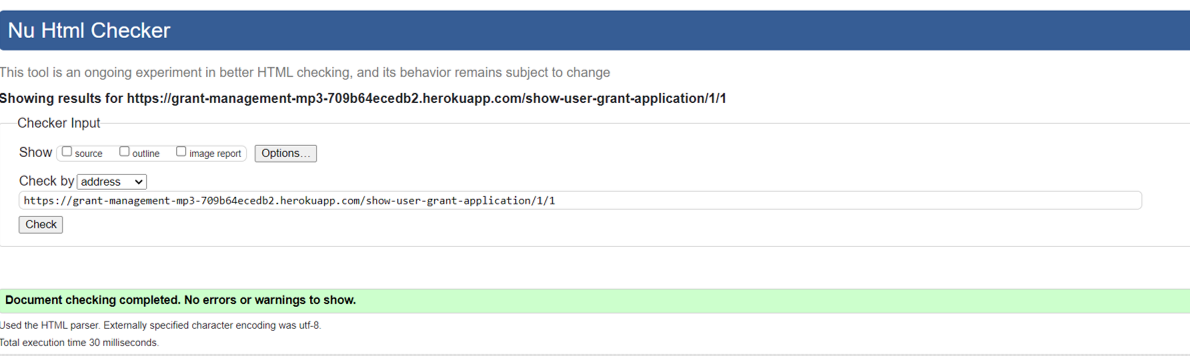 Nu Html Checker
This tool is an ongoing experiment in better HTML checking, and its behavior remains subject to change
Showing results for https://grant-management-mp3-709b64ecedb2.herokuapp.com/show-user-grant-application/1/1
Checker Input
Show source outline image report Options...
Check by address
https://grant-management-mp3-709b64ecedb2.herokuapp.com/show-user-grant-application/1/1
Check
Document checking completed. No errors or warnings to show.
Used the HTML parser. Externally specified character encoding was utf-8.
Total execution time 30 milliseconds.